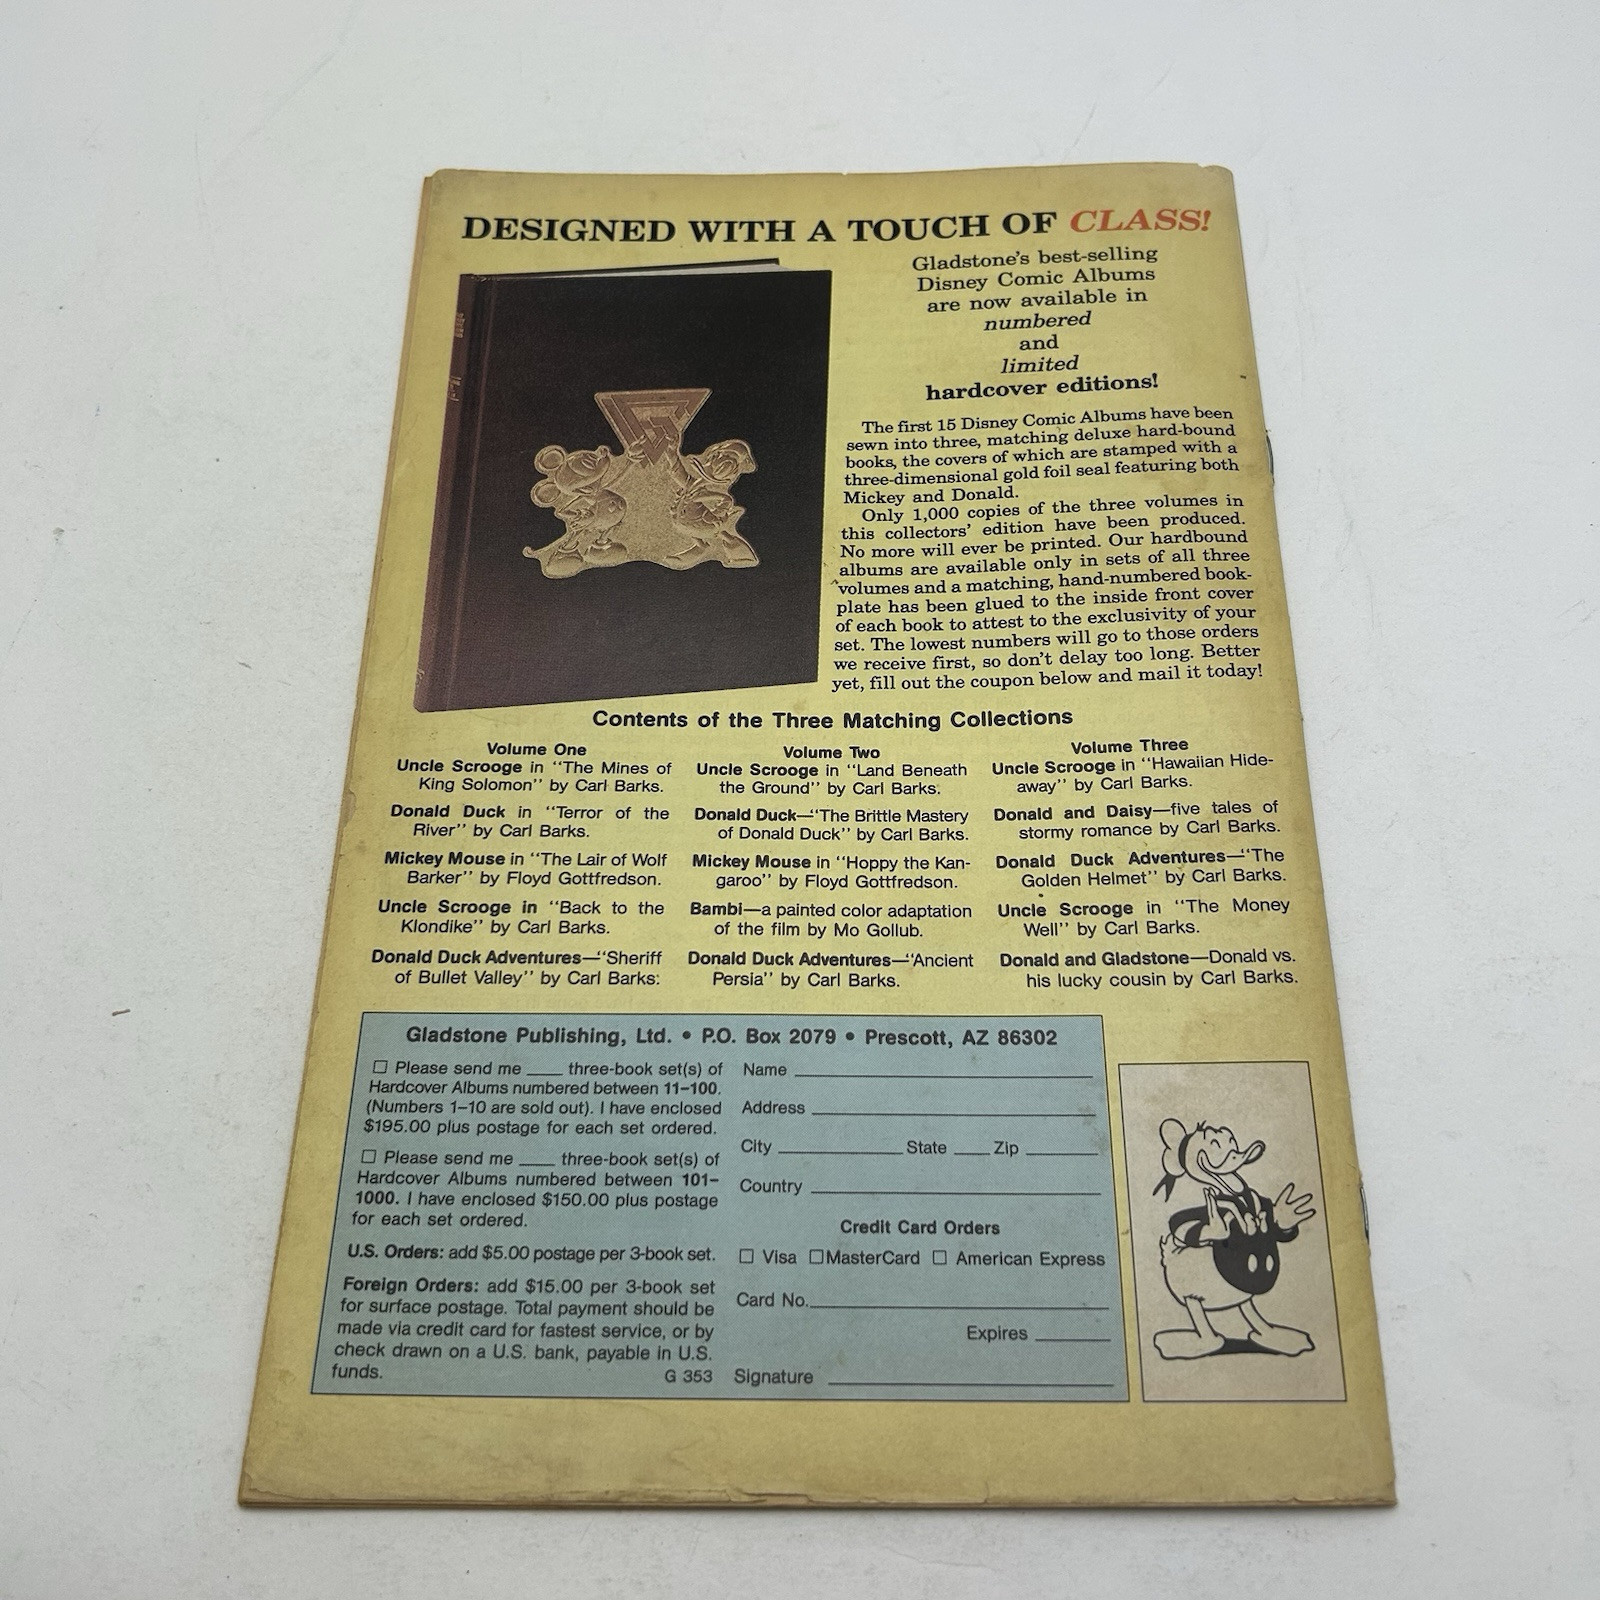 DESIGNED WITH A TOUCH OF CLASS!
Gladstone's best-selling
Disney Comic Albums
are now available in
numbered
and
limited
hardcover editions!
The first 15 Disney Comic Albums have been
sewn into three, matching deluxe hard-bound
books, the covers of which are stamped with a
three-dimensional gold foil seal featuring both
Mickey and Donald.
Only 1,000 copies of the three volumes in
this collectors' edition have been produced.
No more will ever be printed. Our hardbound
albums are available only in sets of all three
volumes and a matching, hand-numbered book-
plate has been glued to the inside front cover
of each book to attest to the exclusivity of your
set. The lowest numbers will go to those orders
we receive first, so don't delay too long. Better
yet, fill out the coupon below and mail it today!
Contents of the Three Matching Collections
Volume One
Uncle Scrooge in "The Mines of
King Solomon" by Carl Barks.
Donald Duck in "Terror of the
River" by Carl Barks.
Mickey Mouse in "The Lair of Wolf
Barker" by Floyd Gottfredson.
Uncle Scrooge in "Back to the
Klondike" by Carl Barks.
Donald Duck Adventures—"Sheriff
of Bullet Valley" by Carl Barks.
Volume Two
Uncle Scrooge in "Land Beneath
the Ground" by Carl Barks.
Donald Duck—"The Brittle Mastery
of Donald Duck" by Carl Barks.
Mickey Mouse in "Hoppy the Kan-
garoo" by Floyd Gottfredson.
Bambi—a painted color adaptation
of the film by Mo Gollub.
Donald Duck Adventures—"Ancient
Persia" by Carl Barks.
Volume Three
Uncle Scrooge in "Hawaiian Hide-
away" by Carl Barks.
Donald and Daisy—five tales of
stormy romance by Carl Barks.
Donald Duck Adventures—"The
Golden Helmet" by Carl Barks.
Uncle Scrooge in "The Money
Well" by Carl Barks.
Donald and Gladstone—Donald vs.
his lucky cousin by Carl Barks.
Gladstone Publishing, Ltd. • P.O. Box 2079 • Prescott, AZ 86302
☐ Please send me ____ three-book set(s) of
Hardcover Albums numbered between 11–100.
(Numbers 1–10 are sold out). I have enclosed
$195.00 plus postage for each set ordered.
☐ Please send me ____ three-book set(s) of
Hardcover Albums numbered between 101–
1000. I have enclosed $150.00 plus postage
for each set ordered.
U.S. Orders: add $5.00 postage per 3-book set.
Foreign Orders: add $15.00 per 3-book set
for surface postage. Total payment should be
made via credit card for fastest service, or by
check drawn on a U.S. bank, payable in U.S.
funds. G 353
Name
Address
City State Zip
Country
Credit Card Orders
☐ Visa ☐ MasterCard ☐ American Express
Card No.
Expires
Signature